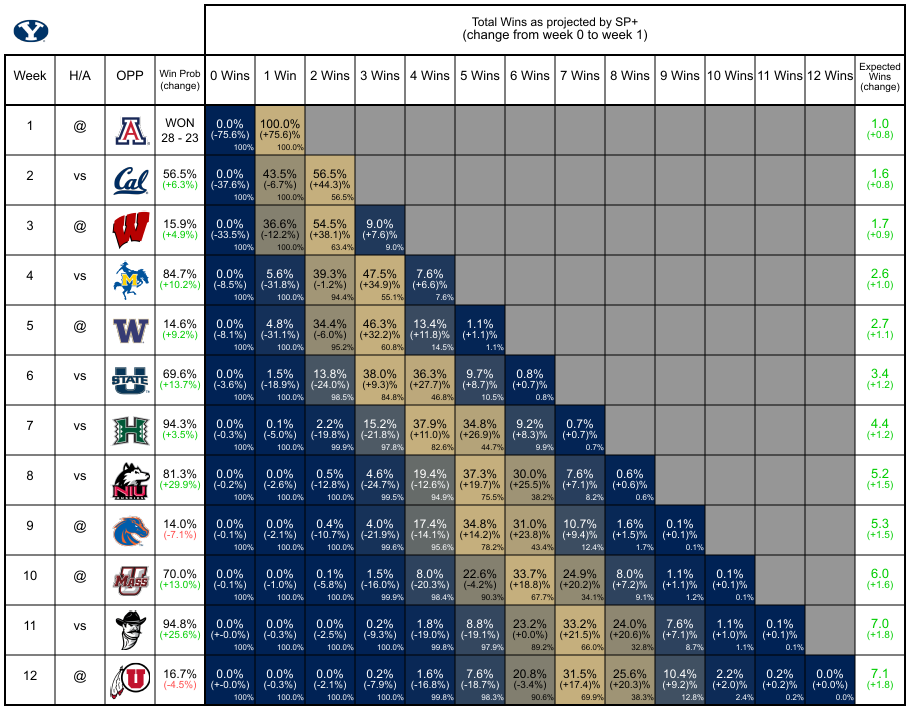 Total Wins as projected by SP+
(change from week 0 to week 1)
Week H/A OPP Win Prob (change) 0 Wins 1 Win 2 Wins 3 Wins 4 Wins 5 Wins 6 Wins 7 Wins 8 Wins 9 Wins 10 Wins 11 Wins 12 Wins Expected Wins (change)
1 @ A WON 0.0% 100.0% 1.0
28 - 23 (-75.6%) (+75.6)% (+0.8)
100% 100.0%
2 vs Cal 56.5% 0.0% 43.5% 56.5% 1.6
(+6.3%) (-37.6%) (-6.7%) (+44.3)% (+0.8)
100% 100.0% 56.5%
3 @ W 15.9% 0.0% 36.6% 54.5% 9.0% 1.7
(+4.9%) (-33.5%) (-12.2%) (+38.1)% (+7.6)% (+0.9)
100% 100.0% 63.4% 9.0%
4 vs M 84.7% 0.0% 5.6% 39.3% 47.5% 7.6% 2.6
(+10.2%) (-8.5%) (-31.8%) (-1.2%) (+34.9)% (+6.6)% (+1.0)
100% 100.0% 94.4% 55.1% 7.6%
5 @ W 14.6% 0.0% 4.8% 34.4% 46.3% 13.4% 1.1% 2.7
(+9.2%) (-8.1%) (-31.1%) (-6.0%) (+32.2)% (+11.8)% (+1.1)% (+1.1)
100% 100.0% 95.2% 60.8% 14.5% 1.1%
6 vs U STATE 69.6% 0.0% 1.5% 13.8% 38.0% 36.3% 9.7% 0.8% 3.4
(+13.7%) (-3.6%) (-18.9%) (-24.0%) (+9.3)% (+27.7)% (+8.7)% (+0.7)% (+1.2)
100% 100.0% 98.5% 84.8% 46.8% 10.5% 0.8%
7 vs H 94.3% 0.0% 0.1% 2.2% 15.2% 37.9% 34.8% 9.2% 0.7% 4.4
(+3.5%) (-0.3%) (-5.0%) (-19.8%) (-21.8%) (+11.0)% (+26.9)% (+8.3)% (+0.7)% (+1.2)
100% 100.0% 99.9% 97.8% 82.6% 44.7% 9.9% 0.7%
8 vs NIU 81.3% 0.0% 0.0% 0.5% 4.6% 19.4% 37.3% 30.0% 7.6% 0.6% 5.2
(+29.9%) (-0.2%) (-2.6%) (-12.8%) (-24.7%) (-12.6%) (+19.7)% (+25.5)% (+7.1)% (+0.6)% (+1.5)
100% 100.0% 100.0% 99.5% 94.9% 75.5% 38.2% 8.2% 0.6%
9 @ 14.0% 0.0% 0.0% 0.4% 4.0% 17.4% 34.8% 31.0% 10.7% 1.6% 0.1% 5.3
(-7.1%) (-0.1%) (-2.1%) (-10.7%) (-21.9%) (-14.1%) (+14.2)% (+23.8)% (+9.4)% (+1.5)% (+0.1)% (+1.5)
100% 100.0% 100.0% 99.6% 95.6% 78.2% 43.4% 12.4% 1.7% 0.1%
10 @ UMASS 70.0% 0.0% 0.0% 0.1% 1.5% 8.0% 22.6% 33.7% 24.9% 8.0% 1.1% 0.1% 6.0
(+13.0%) (-0.1%) (-1.0%) (-5.8%) (-16.0%) (-20.3%) (-4.2%) (+18.8)% (+20.2)% (+7.2)% (+1.1)% (+0.1)% (+1.6)
100% 100.0% 100.0% 99.9% 98.4% 90.3% 67.7% 34.1% 9.1% 1.2% 0.1%
11 vs 94.8% 0.0% 0.0% 0.0% 0.2% 1.8% 8.8% 23.2% 33.2% 24.0% 7.6% 1.1% 0.1% 7.0
(+25.6%) (+-0.0%) (-0.3%) (-2.5%) (-9.3%) (-19.0%) (-19.1%) (+0.0)% (+21.5)% (+20.6)% (+7.1)% (+1.0)% (+0.1)% (+1.8)
100% 100.0% 100.0% 100.0% 99.8% 97.9% 89.2% 66.0% 32.8% 8.7% 1.1% 0.1%
12 @ U 16.7% 0.0% 0.0% 0.0% 0.2% 1.6% 7.6% 20.8% 31.5% 25.6% 10.4% 2.2% 0.2% 0.0% 7.1
(-4.5%) (+-0.0%) (-0.3%) (-2.1%) (-7.9%) (-16.8%) (-18.7%) (-3.4%) (+17.4)% (+20.3)% (+9.2)% (+2.0)% (+0.2)% (+0.0)% (+1.8)
100% 100.0% 100.0% 100.0% 99.8% 98.3% 90.6% 69.9% 38.3% 12.8% 2.4% 0.2% 0.0%